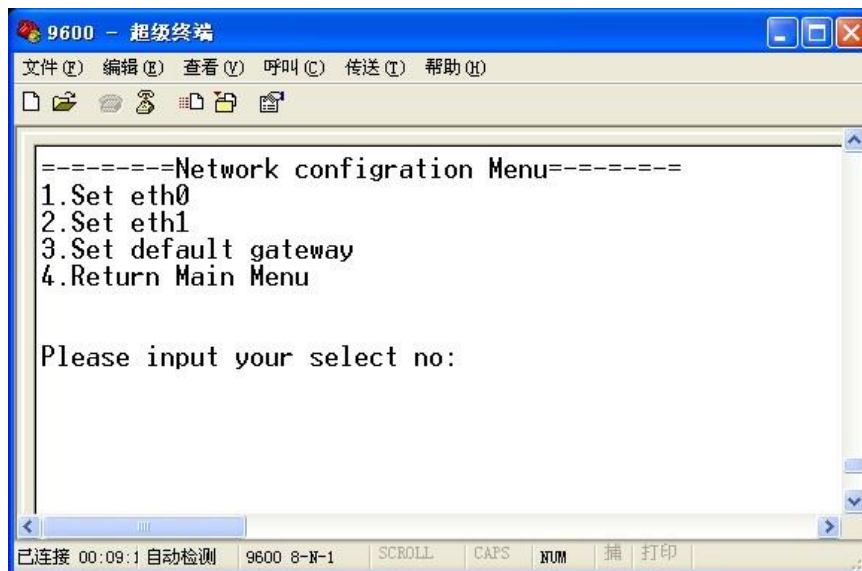 9600 - 超级终端
文件(F) 编辑(E) 查看(V) 呼叫(C) 传送(T) 帮助(H)
=-=-=-=-=Network configration Menu=-=-=-=-=
1.Set eth0
2.Set eth1
3.Set default gateway
4.Return Main Menu
Please input your select no:
已连接 00:09:1 自动检测 9600 8-N-1 SCROLL CAPS NUM 捕 打印